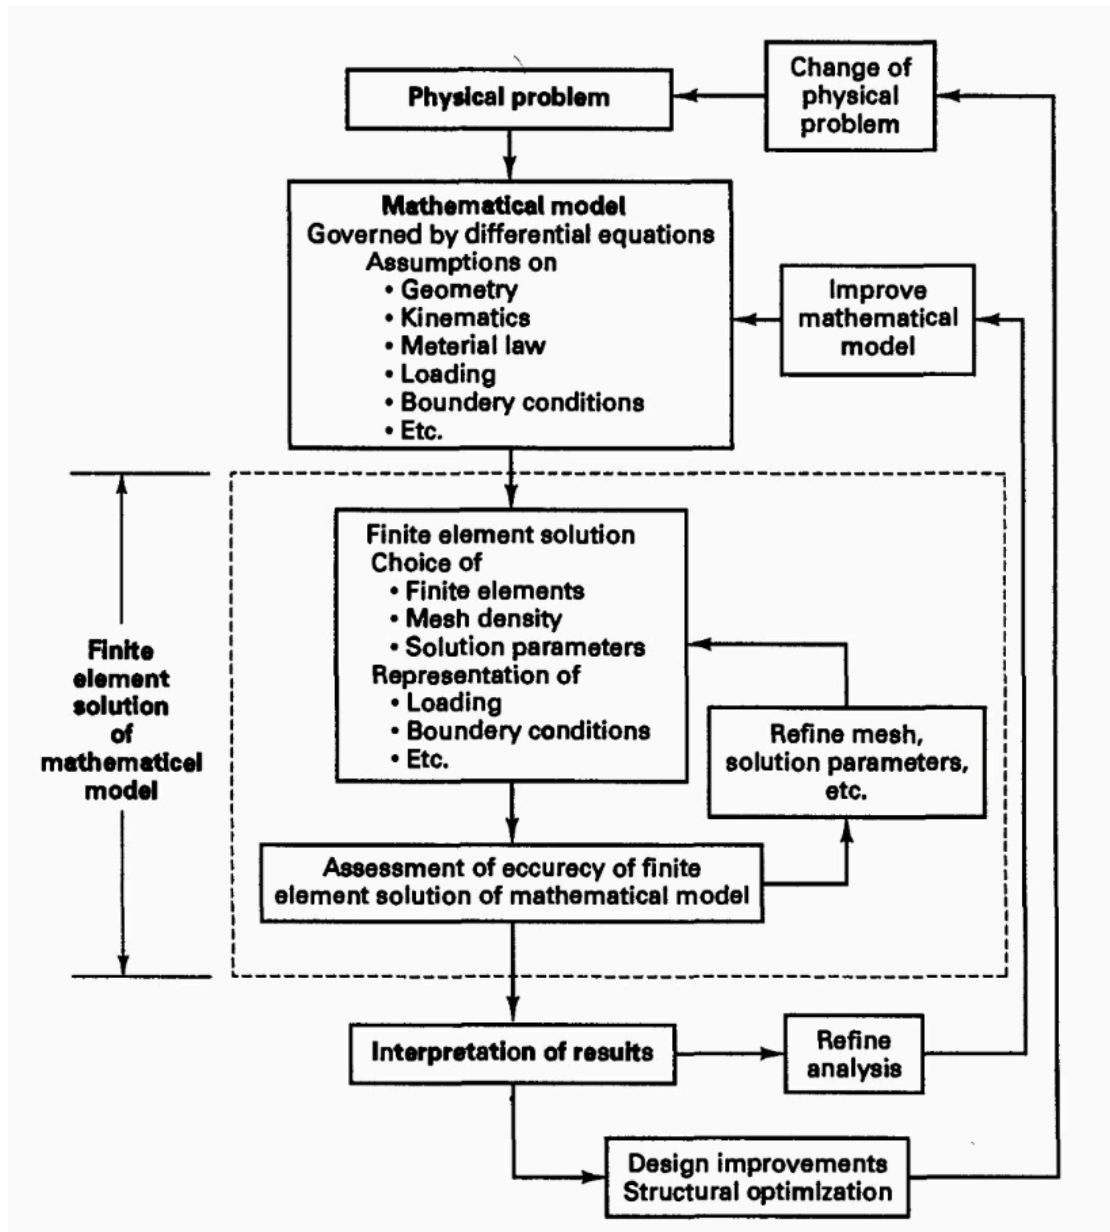 Physical problem
Change of
physical
problem
Mathematical model
Governed by differential equations
Assumptions on
• Geometry
• Kinematics
• Meterial law
• Loading
• Boundery conditions
• Etc.
Improve
mathematical
model
Finite element solution
Choice of
• Finite elements
• Mesh density
• Solution parameters
Representation of
• Loading
• Boundery conditions
• Etc.
Finite
element
solution
of
mathematicel
model
Refine mesh,
solution parameters,
etc.
Assessment of eccurecy of finite
element solution of mathematical model
Interpretation of results
Refine
analysis
Design improvements
Structural optimization